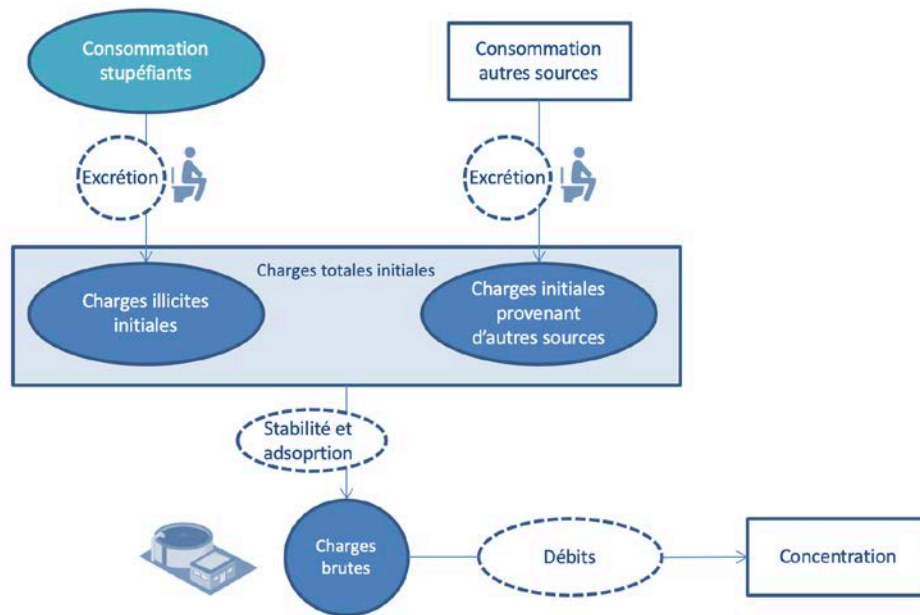 Consommation
stupéfiants
Consommation
autres sources
Excrétion
Excrétion
Charges totales initiales
Charges illicites
initiales
Charges initiales
provenant
d'autres sources
Stabilité et
adsoprtion
Charges
brutes
Débits
Concentration